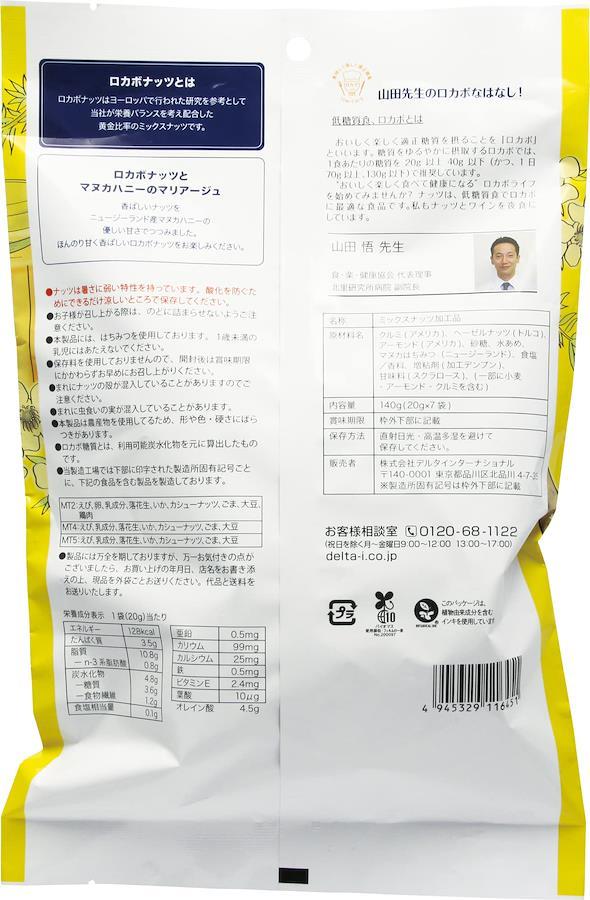 ロカボナッツとは
ロカボナッツはヨーロッパで行われた研究を参考として
当社が栄養バランスを考え配合した
黄金比率のミックスナッツです。
ロカボナッツと
マヌカハニーのマリアージュ
香ばしいナッツを
ニュージーランド産マヌカハニーの
優しい甘さでつつみました。
ほんのり甘く香ばしいロカボナッツをお楽しみください。
●ナッツは暑さに弱い特性を持っています。酸化を防ぐた
めにできるだけ涼しいところで保存してください。
●お子様が召し上がる際は、のどに詰まらせないようご注
意ください。
●本製品には、はちみつを使用しております。1歳未満の
乳児にはあたえないでください。
●保存料を使用しておりませんので、開封後は賞味期限
にかかわらずお早めにお召し上がりください。
●まれにナッツの殻が混入していることがありますのでご
注意ください。
●まれに虫食いの実が混入していることがあります。
●本製品は農産物を使用してるため、形や色・硬さにばら
つきがあります。
●ロカボ糖質とは、利用可能炭水化物を元に算出したもの
です。
●当製造工場では下部に印字された製造所固有記号ごと
に、下記の食品を含む製品を製造しております。
MT2:えび、卵、乳成分、落花生、いか、カシューナッツ、ごま、大豆、
鶏肉
MT4:えび、乳成分、落花生、いか、カシューナッツ、ごま、大豆
MT5:えび、乳成分、落花生、いか、カシューナッツ、ごま、大豆
●製品には万全を期しておりますが、万一お気付きの点が
ございましたら、お買い上げの年月日、店名をお書き添
えの上、現品を外袋ごとお送りください。代品と送料を
お送りいたします。
栄養成分表示 1袋(20g)当たり
エネルギー 128kcal
たんぱく質 3.5g
脂質 10.8g
―n-3系脂肪酸 0.8g
炭水化物 4.8g
―糖質 3.6g
―食物繊維 1.2g
食塩相当量 0.1g
亜鉛 0.5mg
カリウム 99mg
カルシウム 25mg
鉄 0.5mg
ビタミンE 2.4mg
葉酸 10μg
オレイン酸 4.5g
山田先生のロカボなはなし!
低糖質食、ロカボとは
おいしく楽しく適正糖質を摂ることを「ロカボ」
といいます。糖質をゆるやかに摂取するロカボでは、
1食あたりの糖質を20g以上40g以下(かつ、1日
70g以上、130g以下)で推奨しています。
"おいしく楽しく食べて健康になる"ロカボライフ
を始めてみませんか?ナッツは、低糖質食でロカボ
に最適な食品です。私もナッツとワインを夜食に
しています。
山田 悟 先生
食・楽・健康協会 代表理事
北里研究所病院 副院長
名称 ミックスナッツ加工品
原材料名 クルミ(アメリカ)、ヘーゼルナッツ(トルコ)、
アーモンド(アメリカ)、砂糖、水あめ、
マヌカはちみつ(ニュージーランド)、食塩
/香料、増粘剤(加工デンプン)、
甘味料(スクラロース)、(一部に小麦
・アーモンド・クルミを含む)
内容量 140g(20g×7袋)
賞味期限 枠外下部に記載
保存方法 直射日光・高温多湿を避けて
保存してください。
販売者 株式会社デルタインターナショナル
〒140-0001 東京都品川区北品川4-7-35
※製造所固有記号は枠外下部に記載
お客様相談室 0120-68-1122
(祝日を除く月~金曜日9:00~12:00 13:00~17:00)
delta-i.co.jp
プラ
10
バイオマス
No.200097
BOTANICAL INK
このパッケージは、
植物由来成分を含む
インキを使用しています。
4 945329 116451